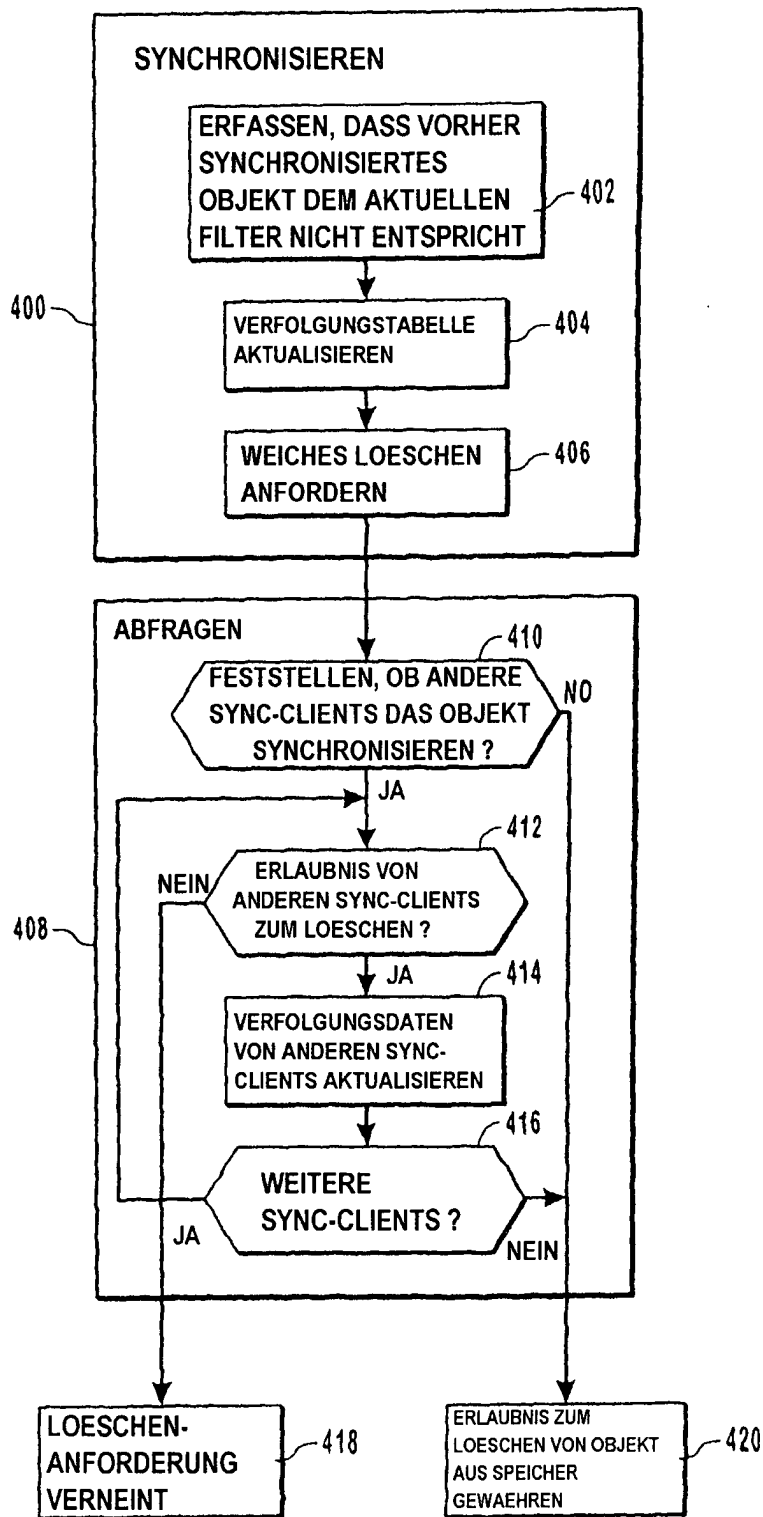 SYNCHRONISIEREN
ERFASSEN, DASS VORHER
SYNCHRONISIERTES
OBJEKT DEM AKTUELLEN
FILTER NICHT ENTSPRICHT
402
400
VERFOLGUNGSTABELLE
AKTUALISIEREN
404
WEICHES LOESCHEN
ANFORDERN
406
ABFRAGEN
410
FESTSTELLEN, OB ANDERE
SYNC-CLIENTS DAS OBJEKT
SYNCHRONISIEREN ?
NO
JA
412
NEIN
ERLAUBNIS VON
ANDEREN SYNC-CLIENTS
ZUM LOESCHEN ?
408
JA
414
VERFOLGUNGSDATEN
VON ANDEREN SYNC-
CLIENTS AKTUALISIEREN
416
WEITERE
SYNC-CLIENTS ?
JA
NEIN
LOESCHEN-
ANFORDERUNG
VERNEINT
418
ERLAUBNIS ZUM
LOESCHEN VON OBJEKT
AUS SPEICHER
GEWAEHREN
420